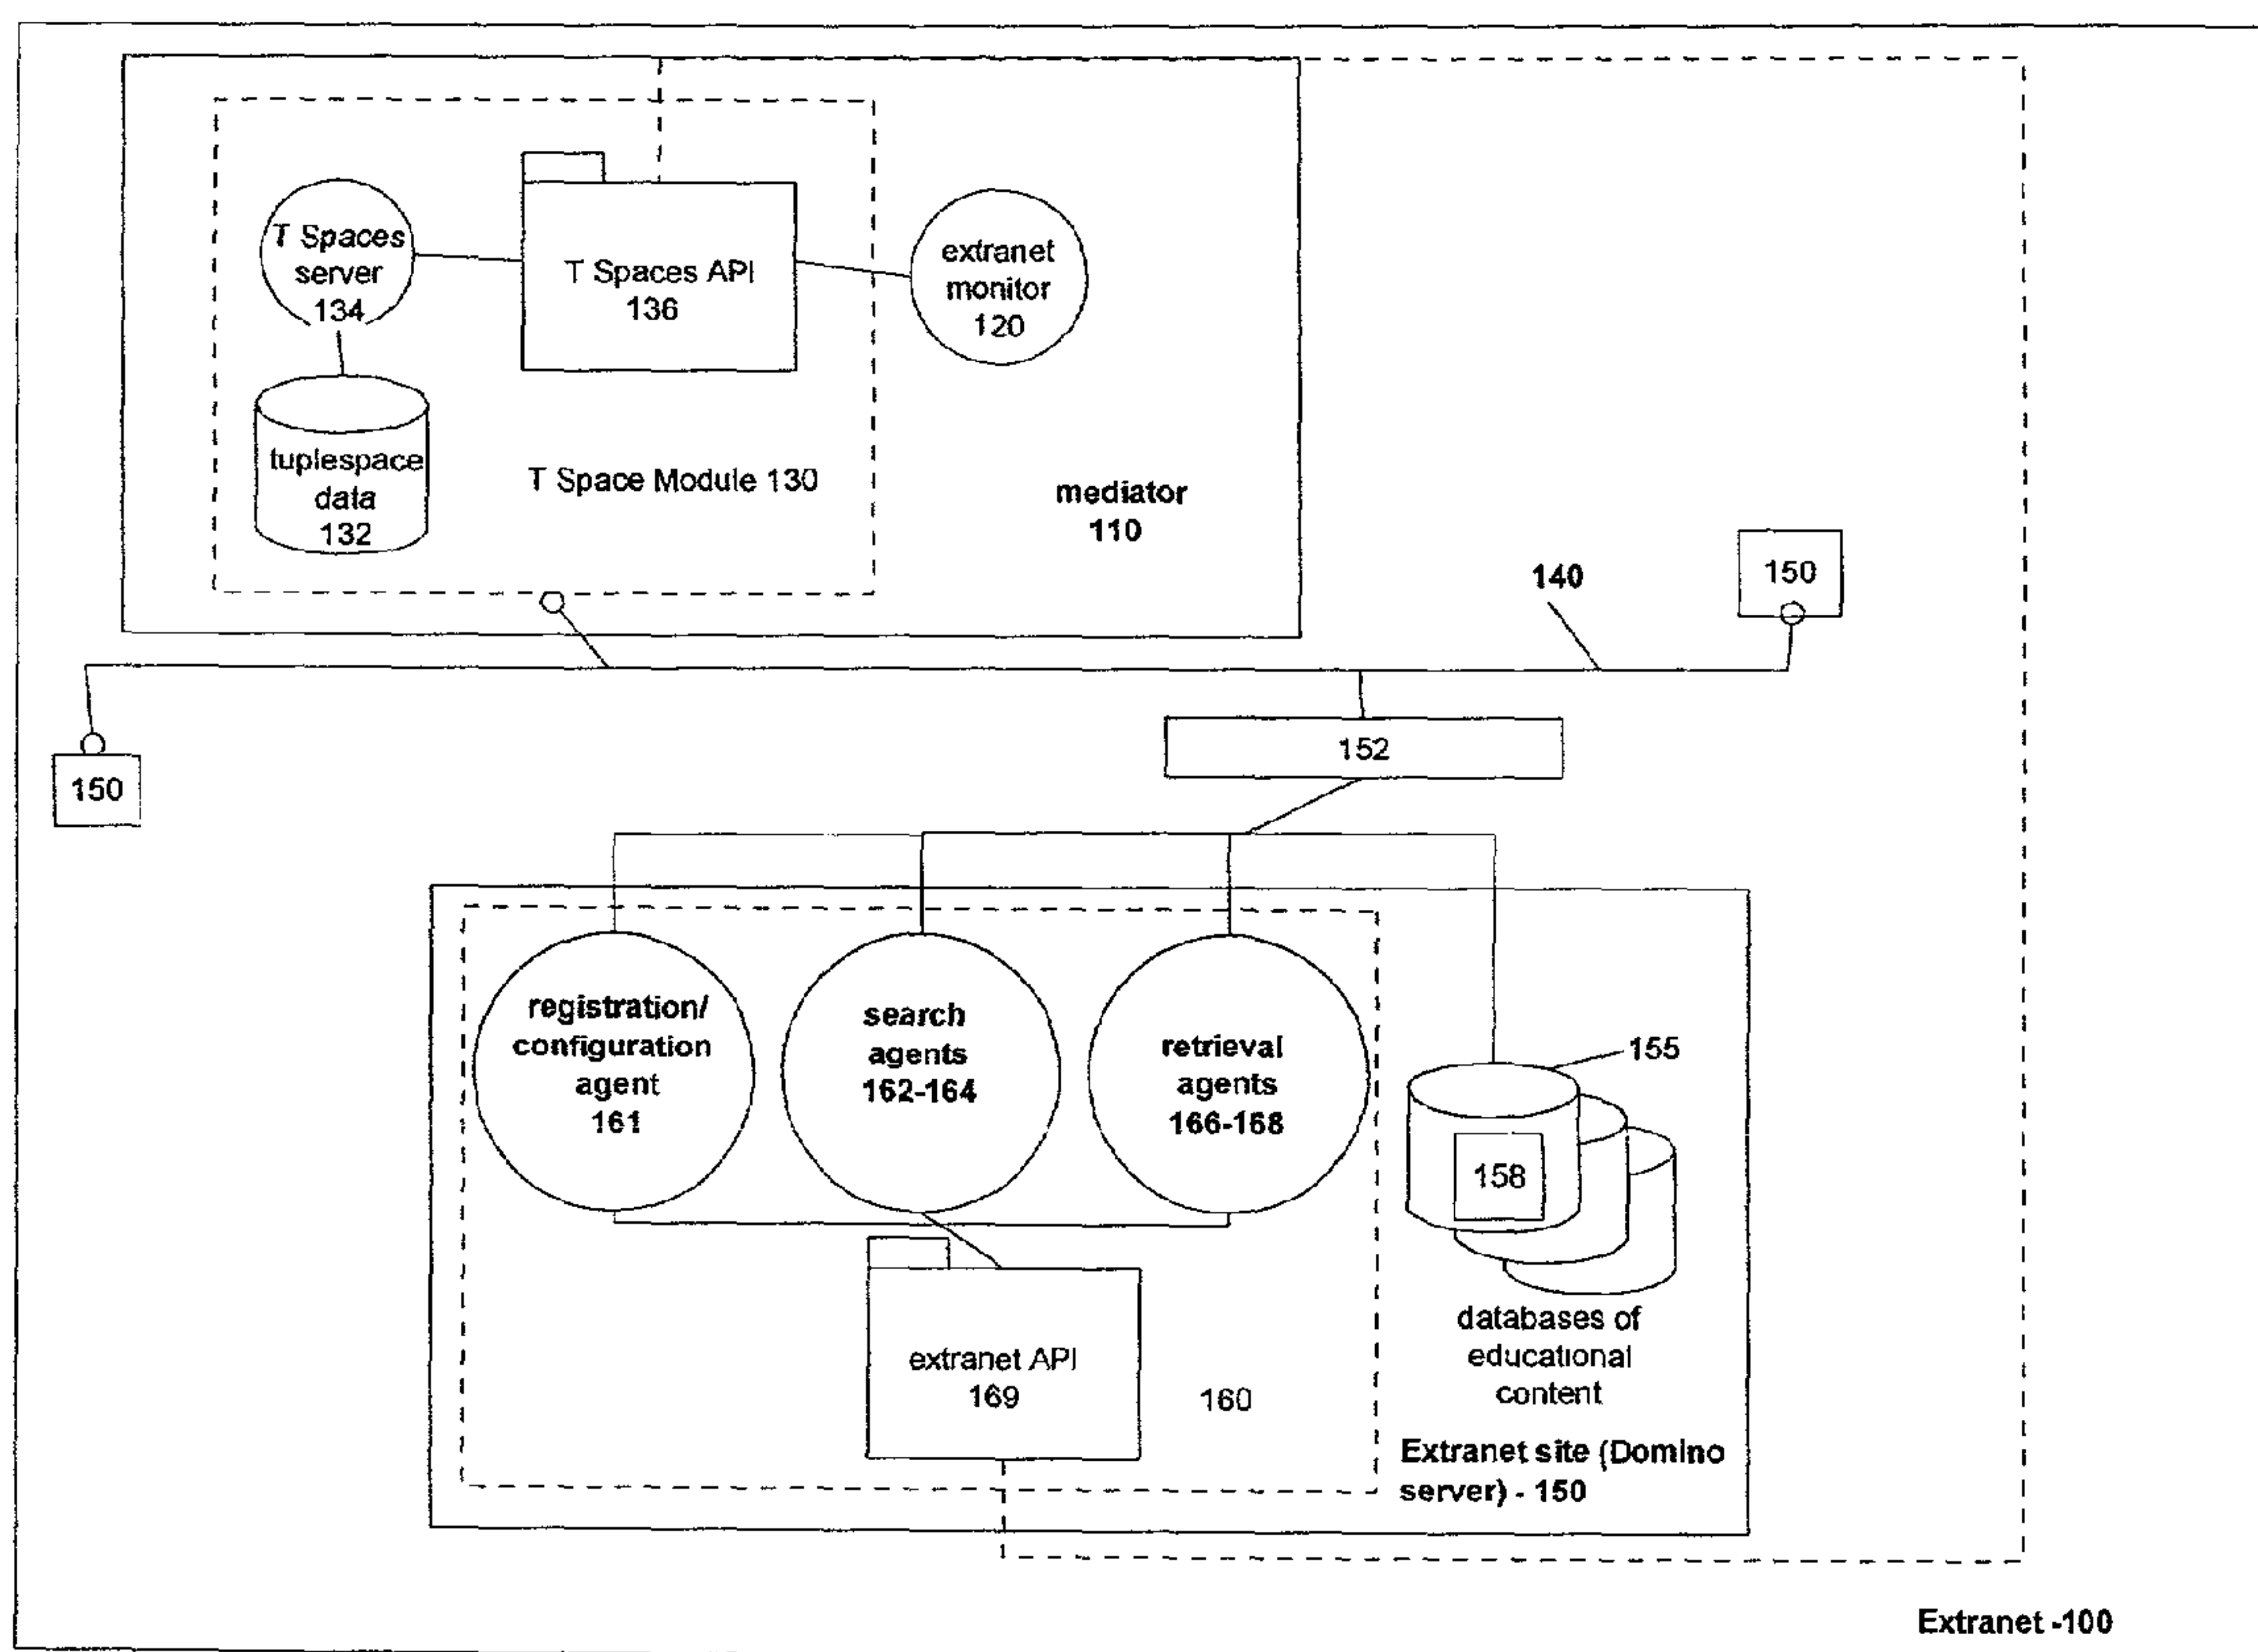 T Spaces
server
134
T Spaces API
136
extranet
monitor
120
tuplespace
data
132
T Space Module 130
mediator
110
140
150
152
150
registration/
configuration
agent
161
search
agents
162-164
retrieval
agents
166-168
155
158
databases of
educational
content
extranet API
169
160
Extranet site (Domino
server) - 150
Extranet -100